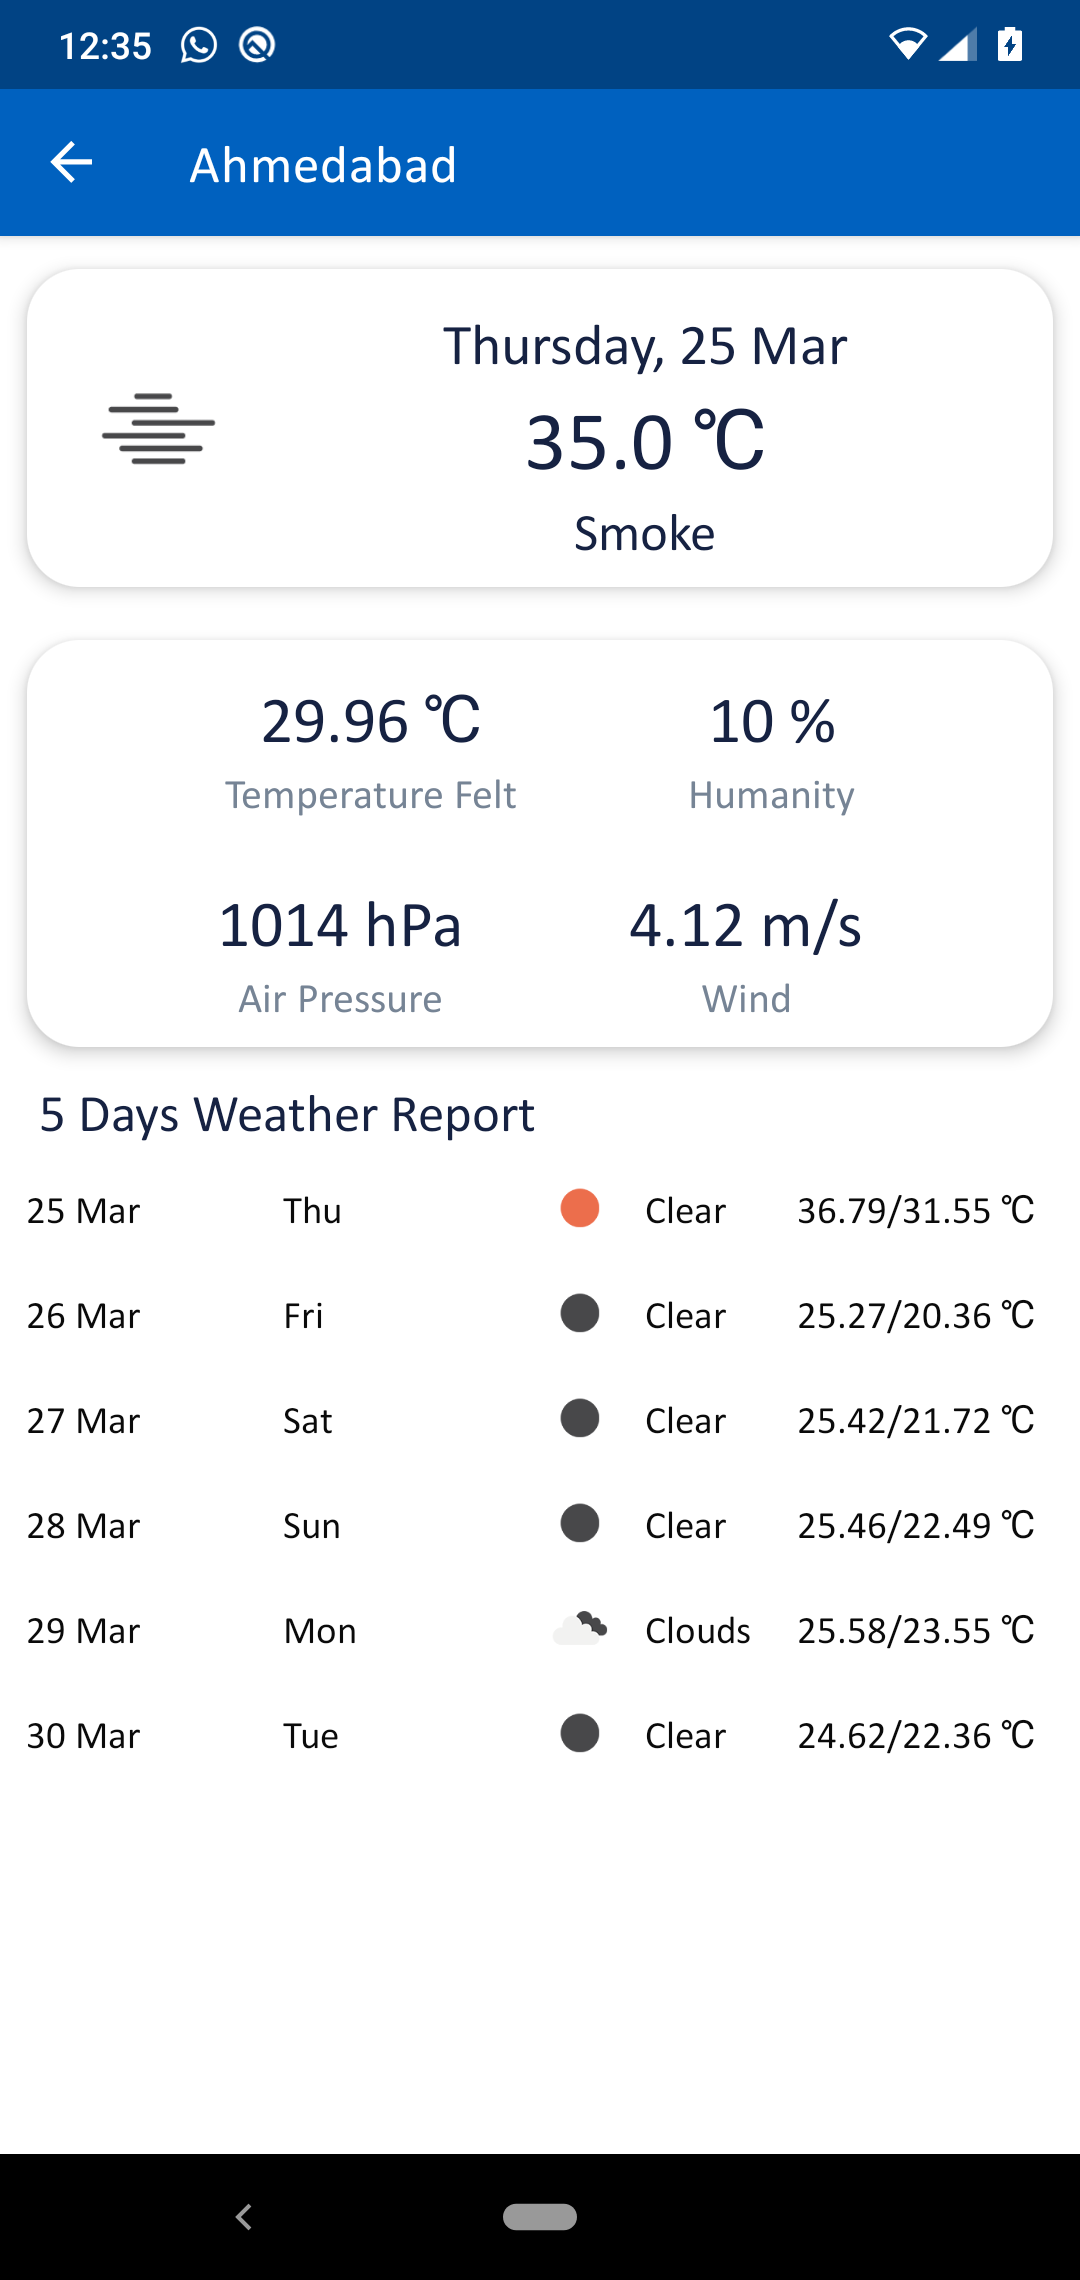 12:35
Ahmedabad
Thursday, 25 Mar
35.0 ℃
Smoke
29.96 ℃ 10 %
Temperature Felt Humanity
1014 hPa 4.12 m/s
Air Pressure Wind
5 Days Weather Report
25 Mar Thu Clear 36.79/31.55 ℃
26 Mar Fri Clear 25.27/20.36 ℃
27 Mar Sat Clear 25.42/21.72 ℃
28 Mar Sun Clear 25.46/22.49 ℃
29 Mar Mon Clouds 25.58/23.55 ℃
30 Mar Tue Clear 24.62/22.36 ℃